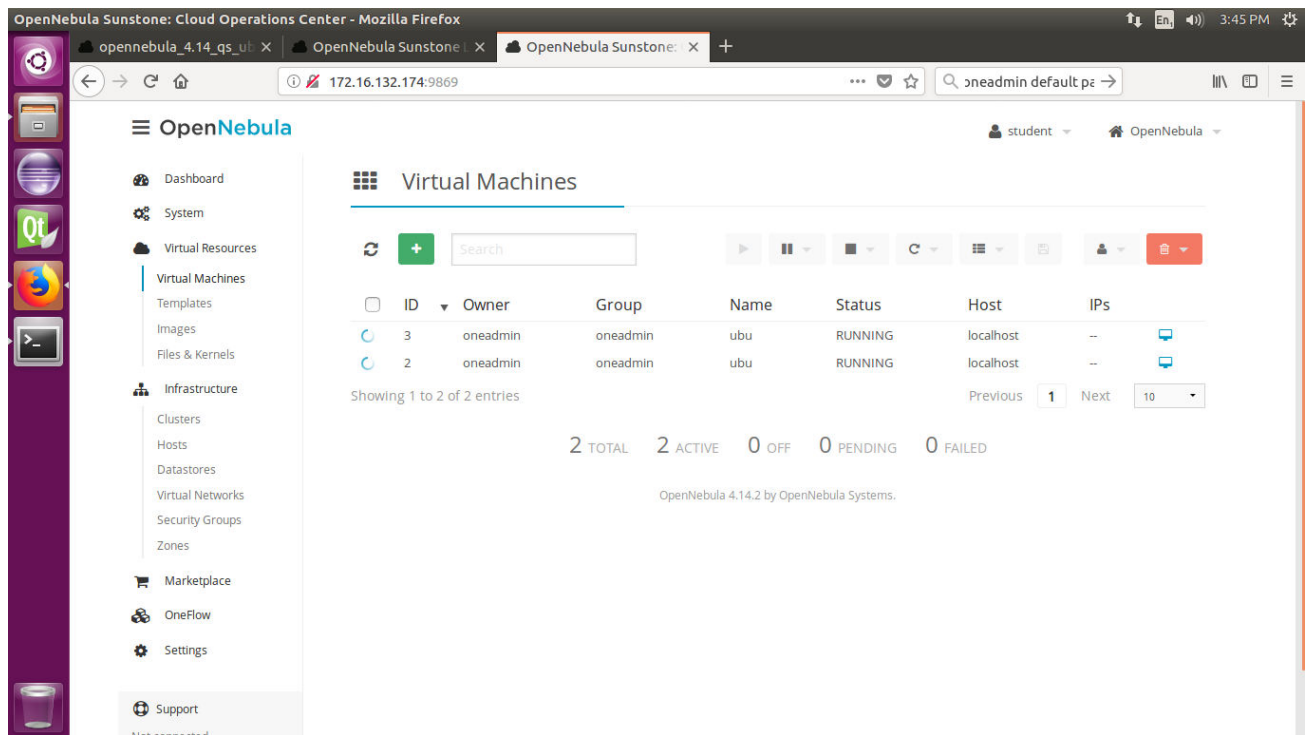 OpenNebula Sunstone: Cloud Operations Center - Mozilla Firefox
En 3:45 PM
opennebula_4.14_qs_ub OpenNebula Sunstone L OpenNebula Sunstone:
172.16.132.174:9869 oneadmin default pa
OpenNebula student OpenNebula
Dashboard
System
Virtual Resources
Virtual Machines
Templates
Images
Files & Kernels
Infrastructure
Clusters
Hosts
Datastores
Virtual Networks
Security Groups
Zones
Marketplace
OneFlow
Settings
Support
Not connected
Virtual Machines
Search
ID Owner Group Name Status Host IPs
3 oneadmin oneadmin ubu RUNNING localhost --
2 oneadmin oneadmin ubu RUNNING localhost --
Showing 1 to 2 of 2 entries Previous 1 Next 10
2 TOTAL 2 ACTIVE 0 OFF 0 PENDING 0 FAILED
OpenNebula 4.14.2 by OpenNebula Systems.